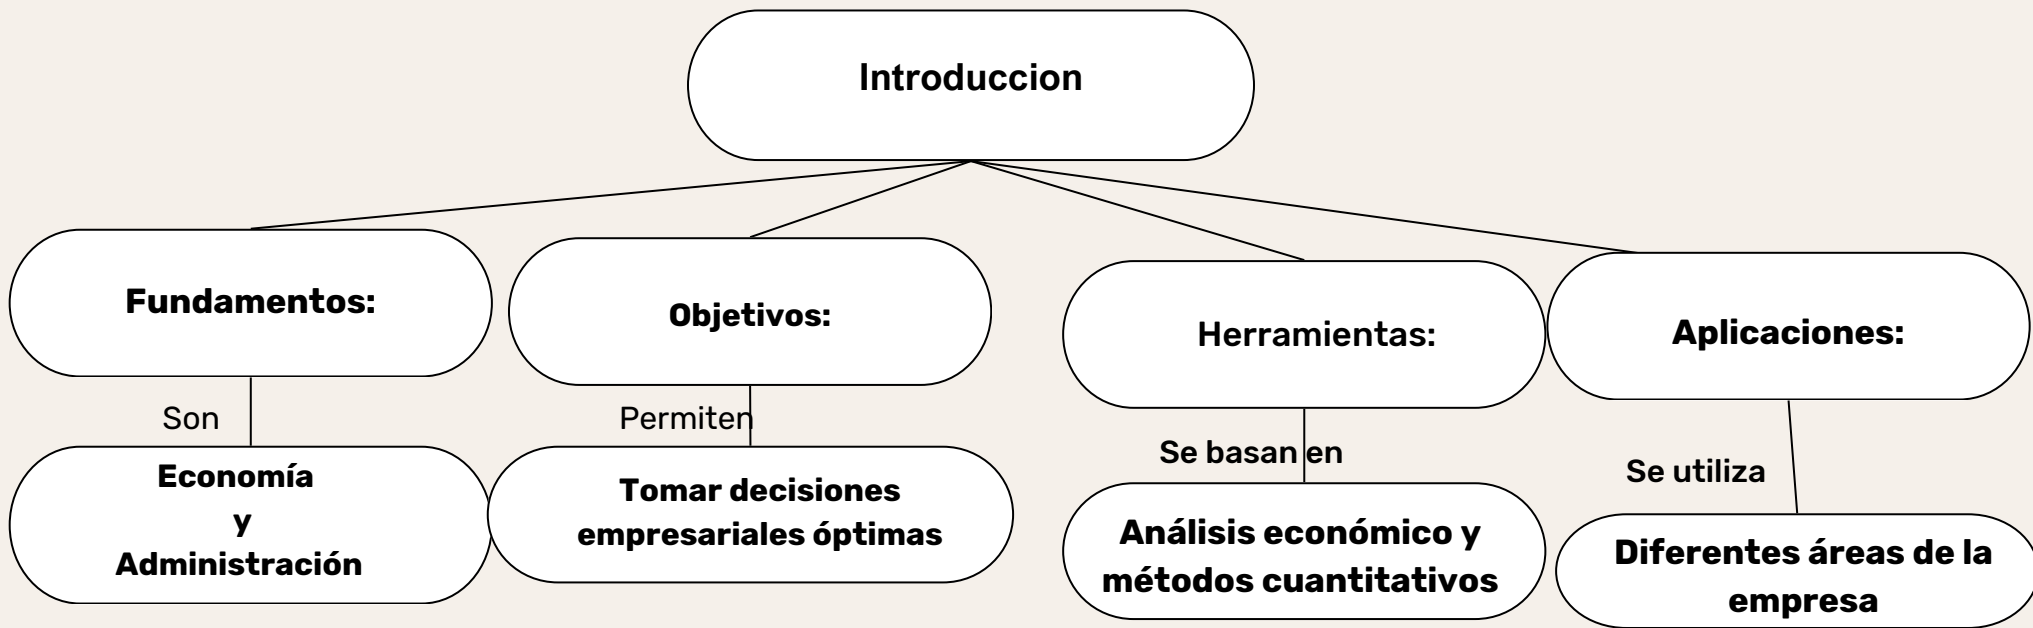 Introduccion
Fundamentos:
Objetivos:
Herramientas:
Aplicaciones:
Son
Permiten
Se basan en
Se utiliza
Economía
y
Administración
Tomar decisiones
empresariales óptimas
Análisis económico y
métodos cuantitativos
Diferentes áreas de la
empresa